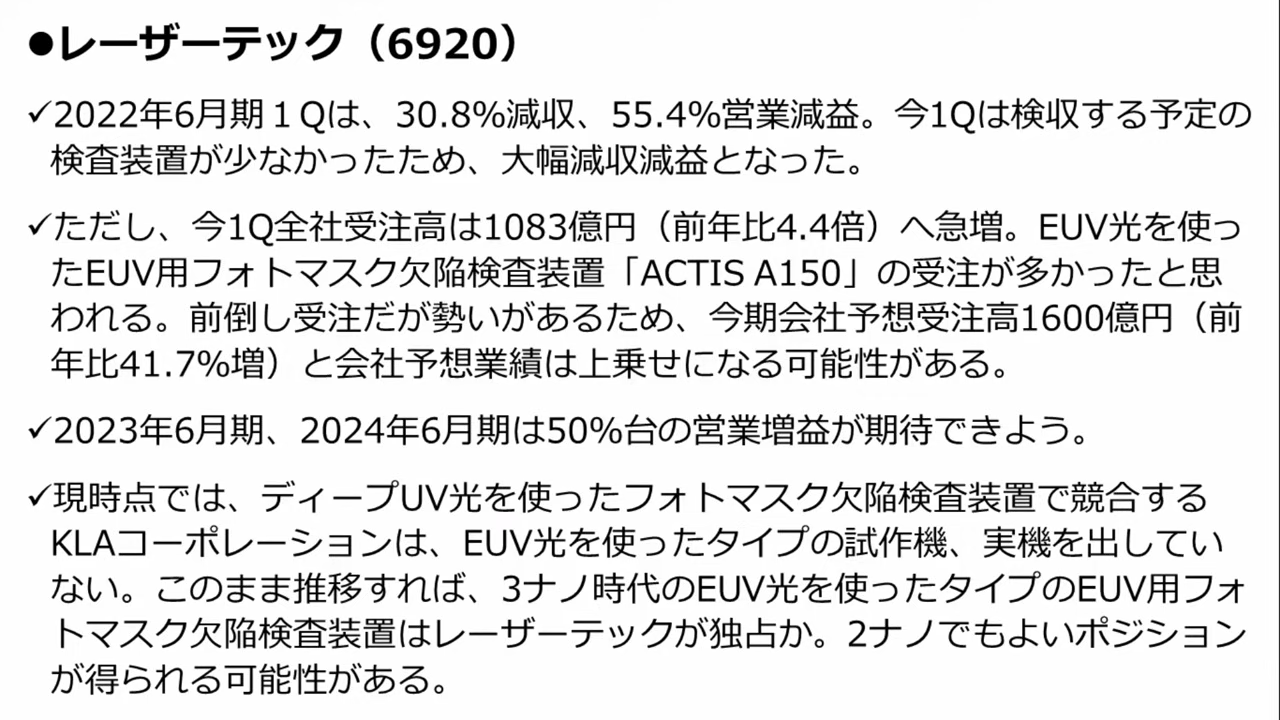 ●レーザーテック（6920）
✓2022年6月期１Qは、30.8%減収、55.4%営業減益。今1Qは検収する予定の
検査装置が少なかったため、大幅減収減益となった。
✓ただし、今1Q全社受注高は1083億円（前年比4.4倍）へ急増。EUV光を使っ
たEUV用フォトマスク欠陥検査装置「ACTIS A150」の受注が多かったと思
われる。前倒し受注だが勢いがあるため、今期会社予想受注高1600億円（前
年比41.7%増）と会社予想業績は上乗せになる可能性がある。
✓2023年6月期、2024年6月期は50%台の営業増益が期待できよう。
✓現時点では、ディープUV光を使ったフォトマスク欠陥検査装置で競合する
KLAコーポレーションは、EUV光を使ったタイプの試作機、実機を出してい
ない。このまま推移すれば、3ナノ時代のEUV光を使ったタイプのEUV用フォ
トマスク欠陥検査装置はレーザーテックが独占か。2ナノでもよいポジション
が得られる可能性がある。